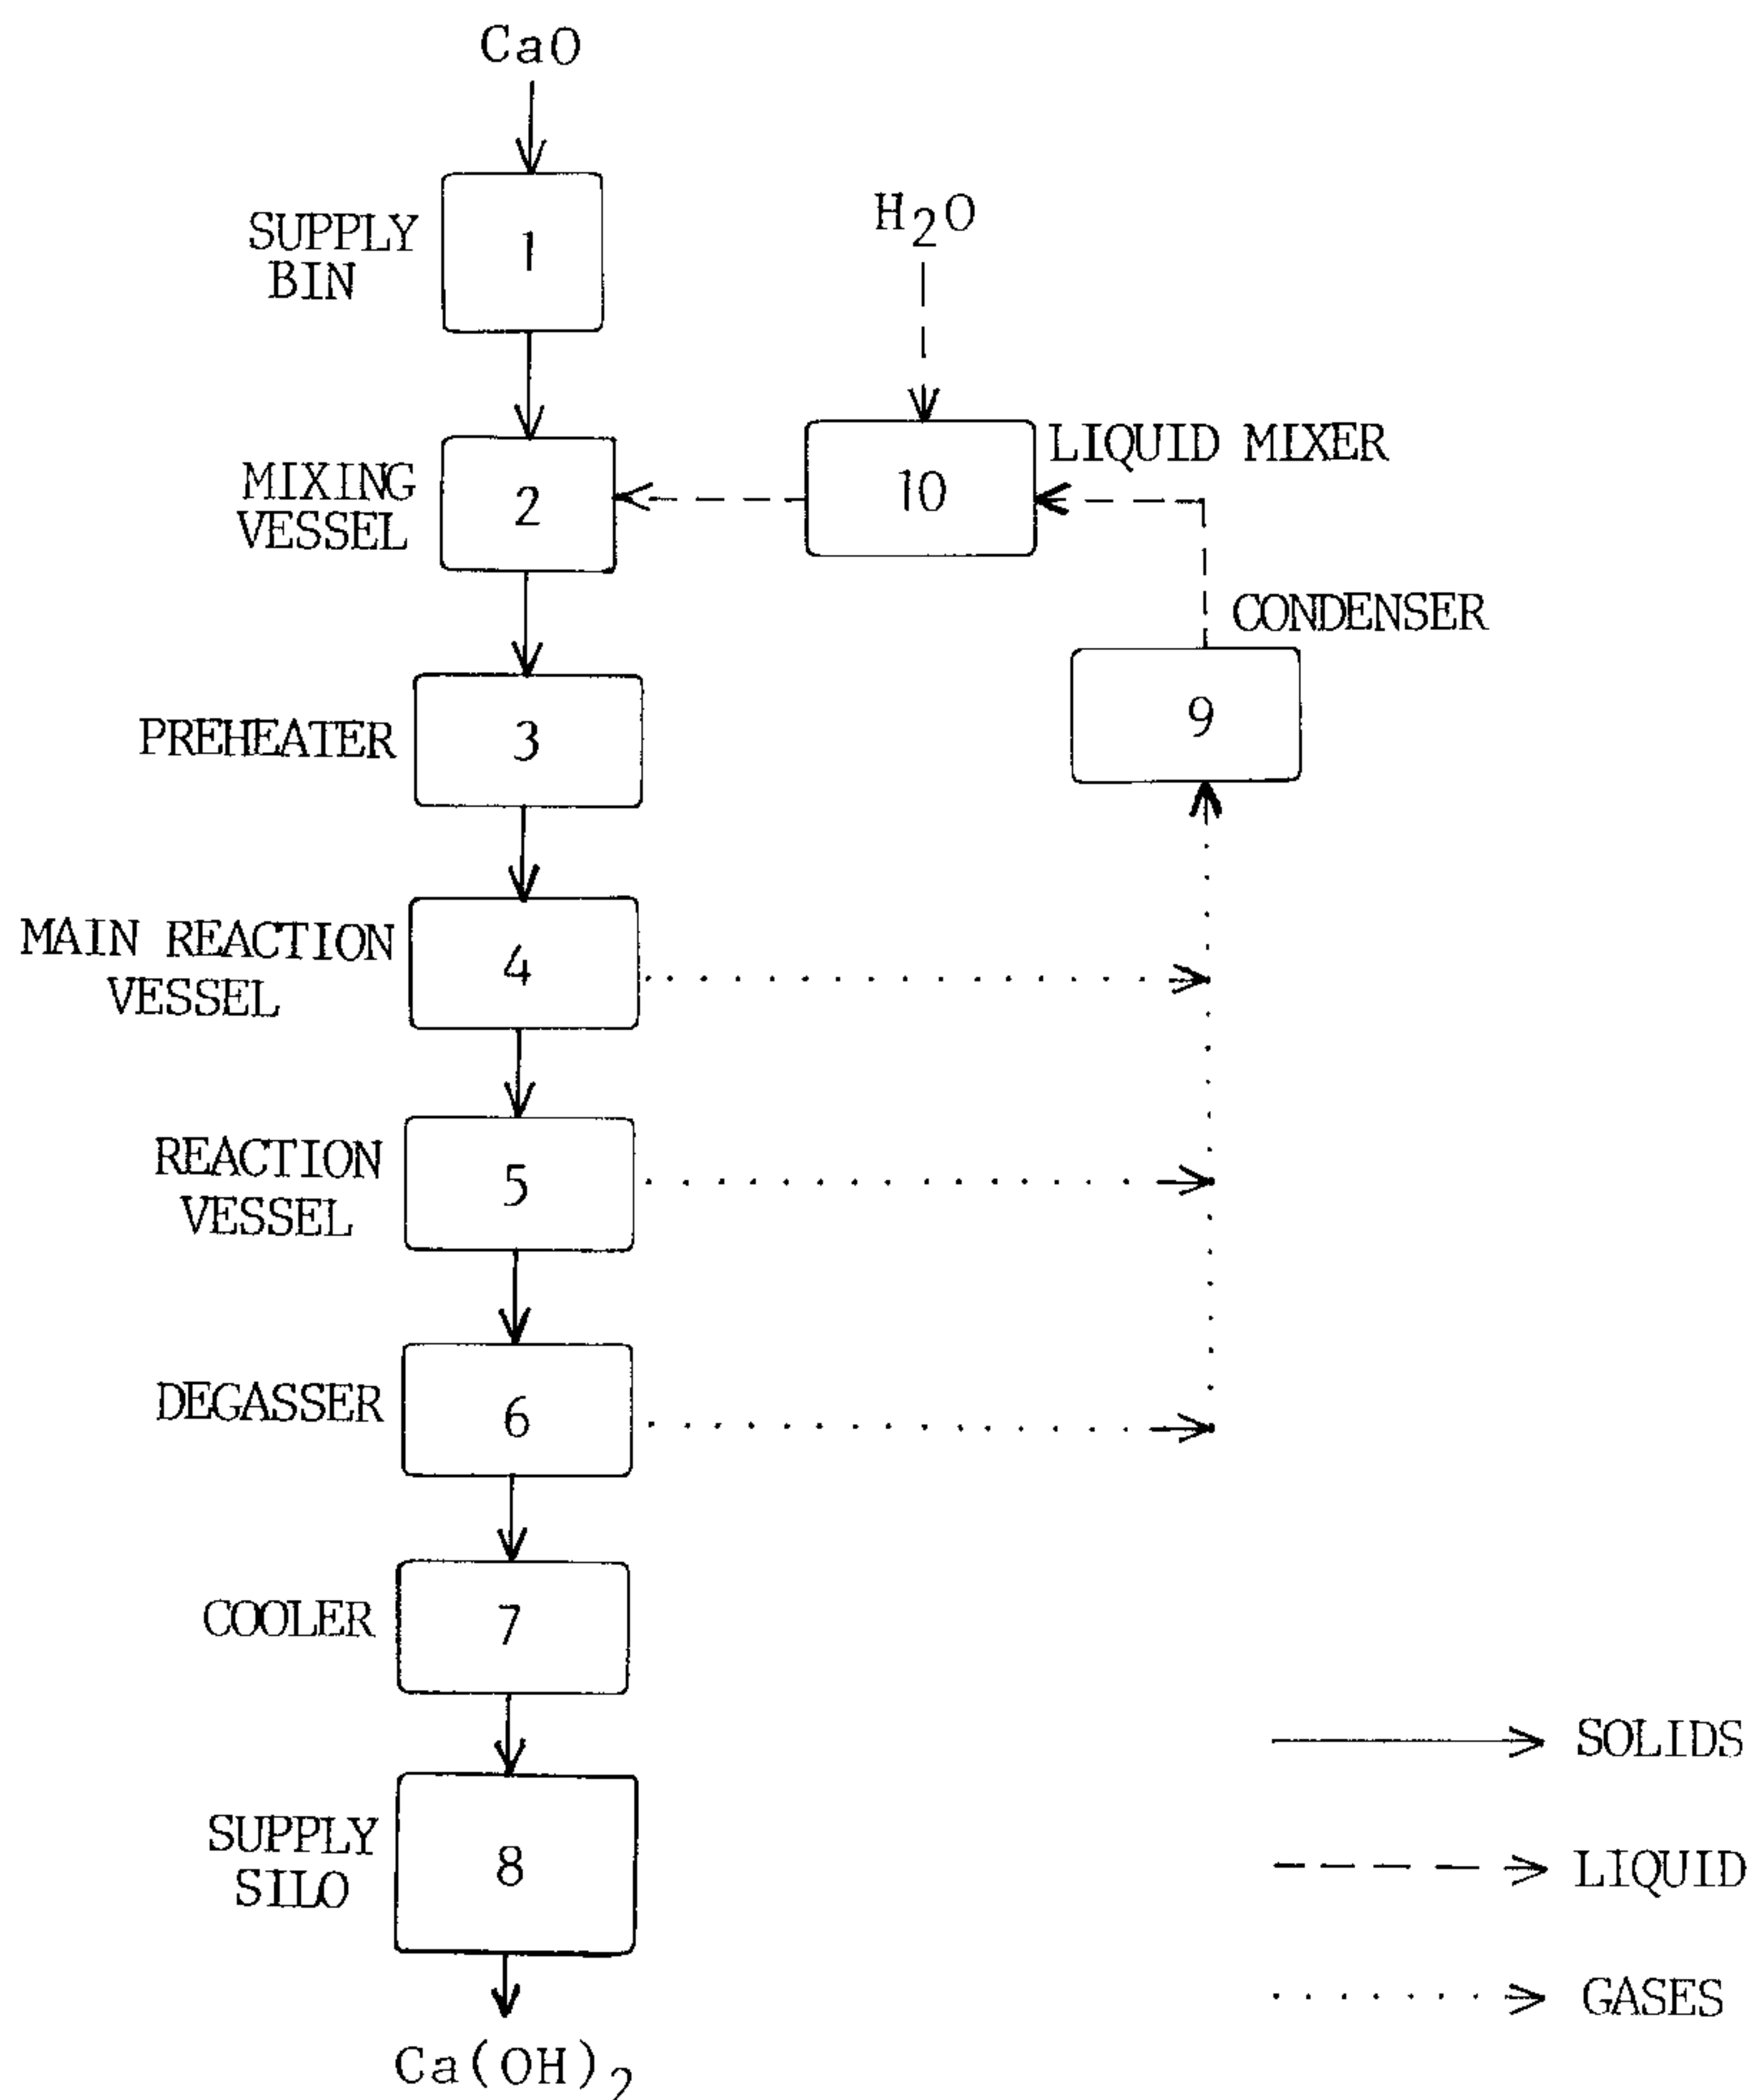 CaO
SUPPLY
BIN
1
H2O
MIXING
VESSEL
2
10
LIQUID MIXER
PREHEATER
3
CONDENSER
9
MAIN REACTION
VESSEL
4
REACTION
VESSEL
5
DEGASSER
6
COOLER
7
SUPPLY
SILO
8
Ca(OH)2
SOLIDS
LIQUID
GASES